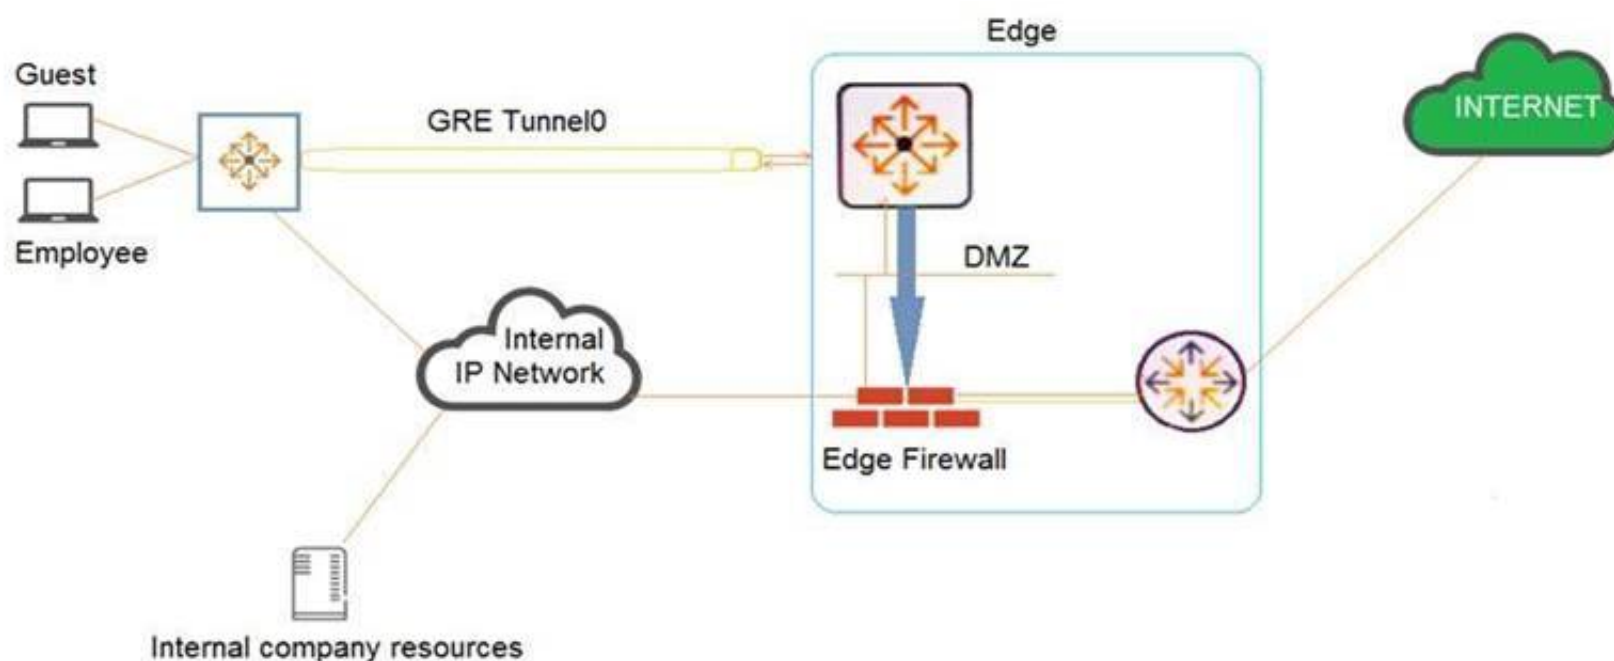 Edge
Guest
GRE Tunnel0
INTERNET
Employee
DMZ
Internal
IP Network
Edge Firewall
Internal company resources